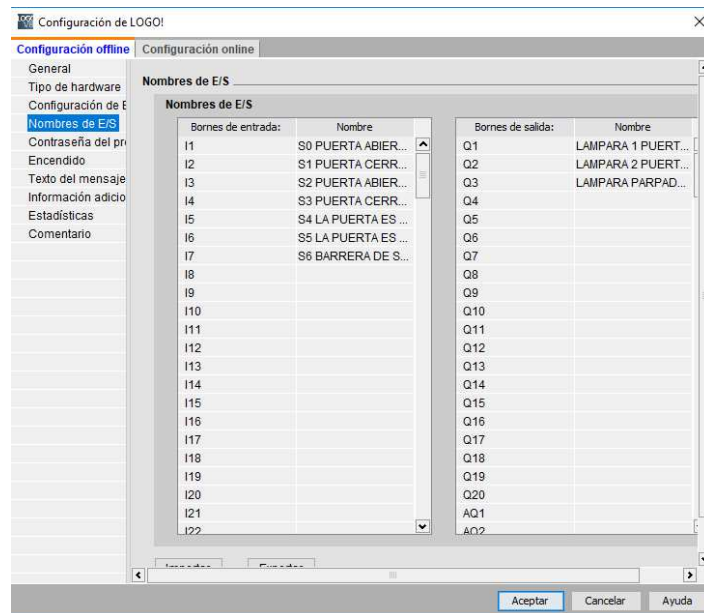 Configuración de LOGO!
Configuración offline
Configuración online
General
Tipo de hardware
Configuración de E
Nombres de E/S
Contraseña del pro
Encendido
Texto del mensaje
Información adicio
Estadísticas
Comentario
Nombres de E/S
Nombres de E/S
Bornes de entrada: Nombre
I1 S0 PUERTA ABIER...
I2 S1 PUERTA CERR...
I3 S2 PUERTA ABIER...
I4 S3 PUERTA CERR...
I5 S4 LA PUERTA ES ...
I6 S5 LA PUERTA ES ...
I7 S6 BARRERA DE S...
I8
I9
I10
I11
I12
I13
I14
I15
I16
I17
I18
I19
I20
I21
I22
Bornes de salida: Nombre
Q1 LAMPARA 1 PUERT...
Q2 LAMPARA 2 PUERT...
Q3 LAMPARA PARPAD...
Q4
Q5
Q6
Q7
Q8
Q9
Q10
Q11
Q12
Q13
Q14
Q15
Q16
Q17
Q18
Q19
Q20
AQ1
AQ2
Aceptar
Cancelar
Ayuda